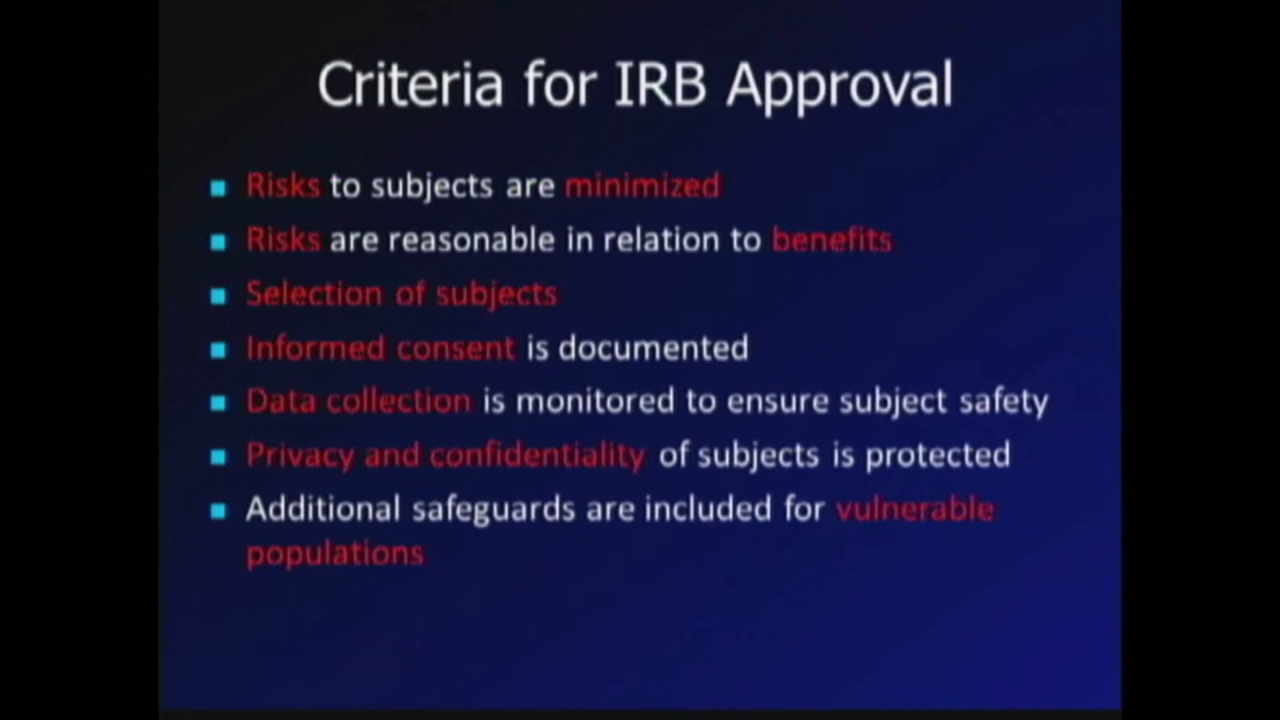 Criteria for IRB Approval
Risks to subjects are minimized
Risks are reasonable in relation to benefits
Selection of subjects
Informed consent is documented
Data collection is monitored to ensure subject safety
Privacy and confidentiality of subjects is protected
Additional safeguards are included for vulnerable
populations